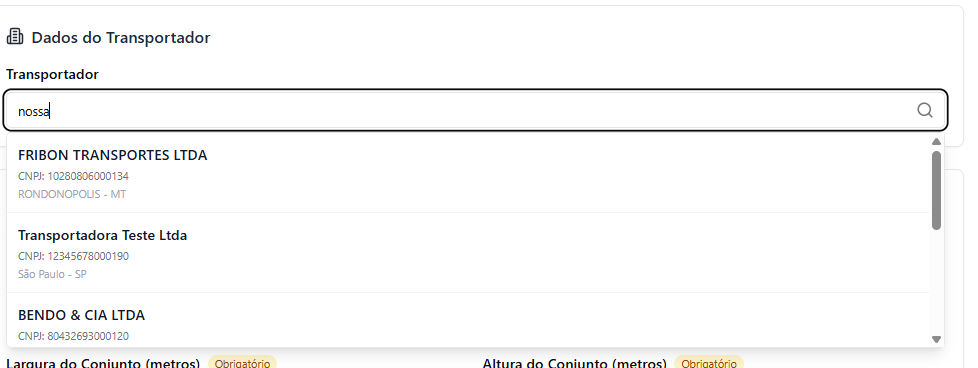 Dados do Transportador
Transportador
nossa
FRIBON TRANSPORTES LTDA
CNPJ: 10280806000134
RONDONOPOLIS - MT
Transportadora Teste Ltda
CNPJ: 12345678000190
São Paulo - SP
BENDO & CIA LTDA
CNPJ: 80432693000120
Largura do Conjunto (metros) Obrigatório Altura do Conjunto (metros) Obrigatório